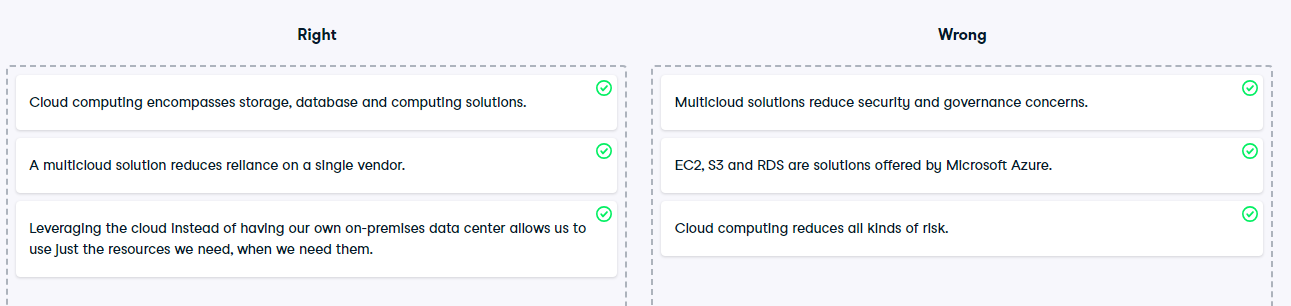 Right
Cloud computing encompasses storage, database and computing solutions.
A multicloud solution reduces reliance on a single vendor.
Leveraging the cloud instead of having our own on-premises data center allows us to
use just the resources we need, when we need them.
Wrong
Multicloud solutions reduce security and governance concerns.
EC2, S3 and RDS are solutions offered by Microsoft Azure.
Cloud computing reduces all kinds of risk.